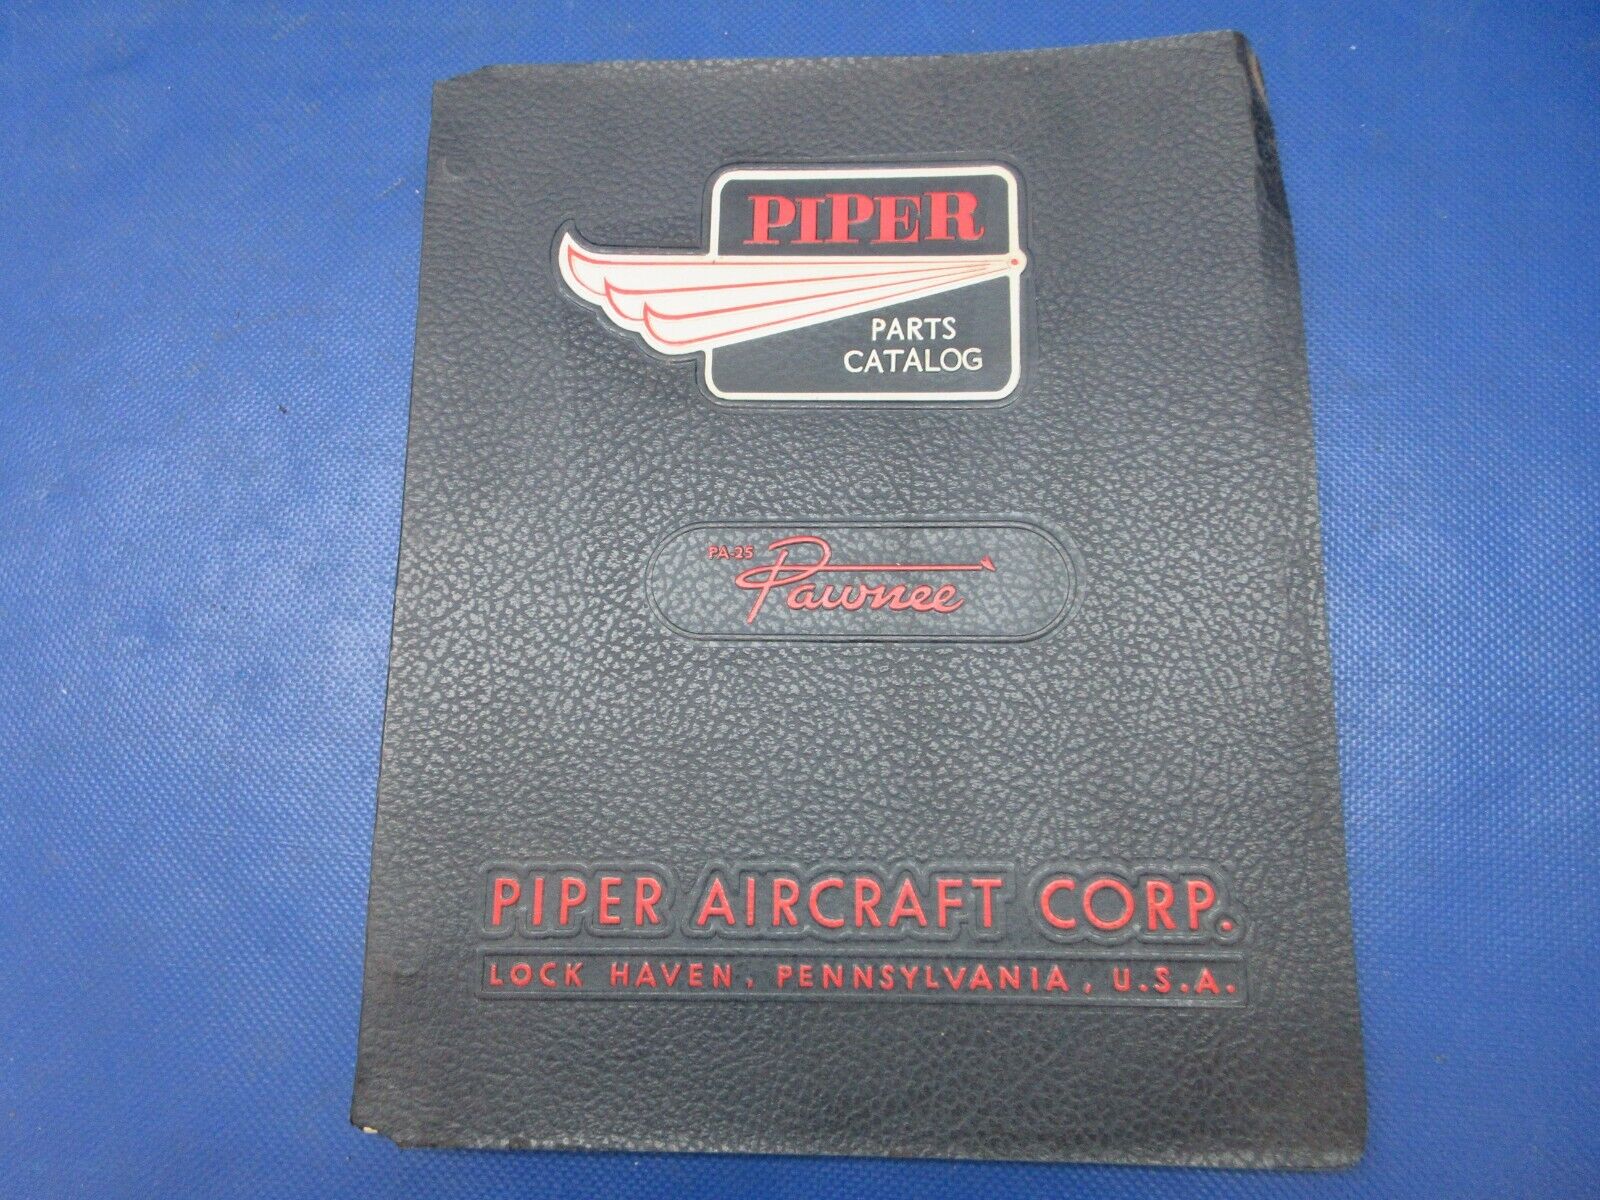 PIPER
PARTS
CATALOG
PA-25
Pawnee
PIPER AIRCRAFT CORP.
LOCK HAVEN, PENNSYLVANIA, U.S.A.